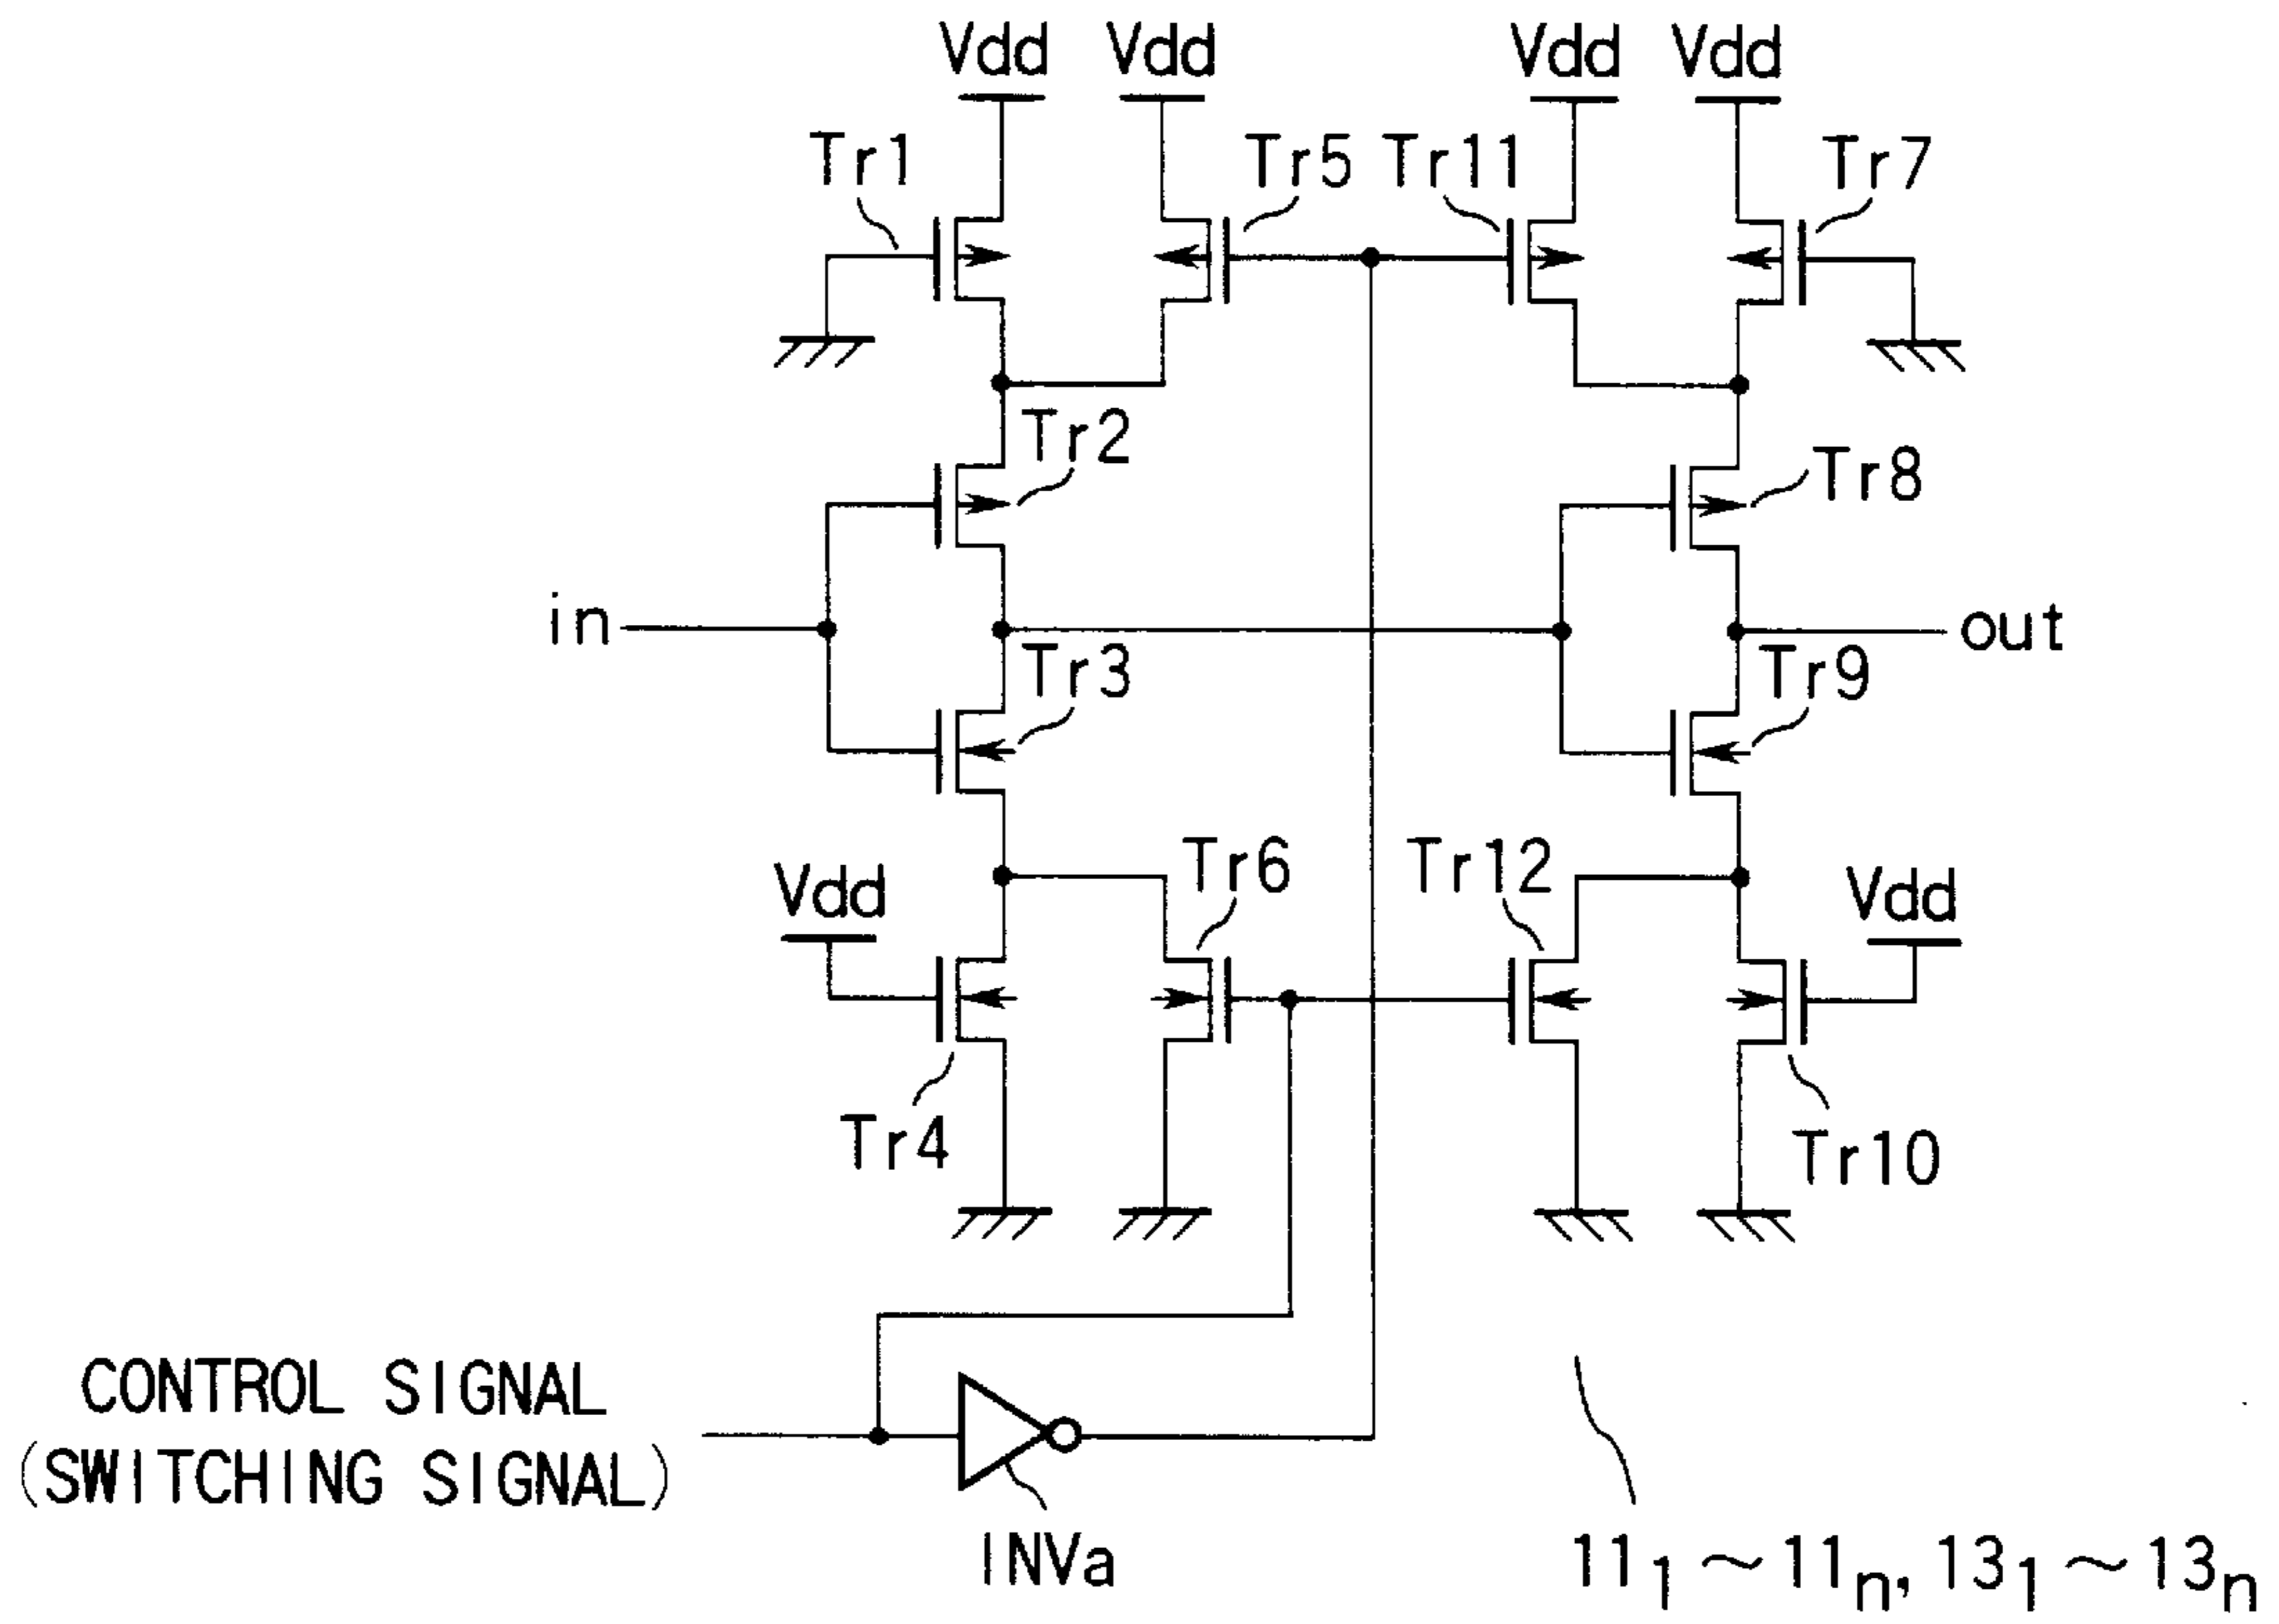 Vdd Vdd Vdd Vdd
Tr1 Tr5 Tr11 Tr7
Tr2
Tr8
in
out
Tr3
Tr9
Vdd
Tr6
Tr12
Vdd
Tr4
Tr10
CONTROL SIGNAL
(SWITCHING SIGNAL)
INVa
11₁~11ₙ, 13₁~13ₙ